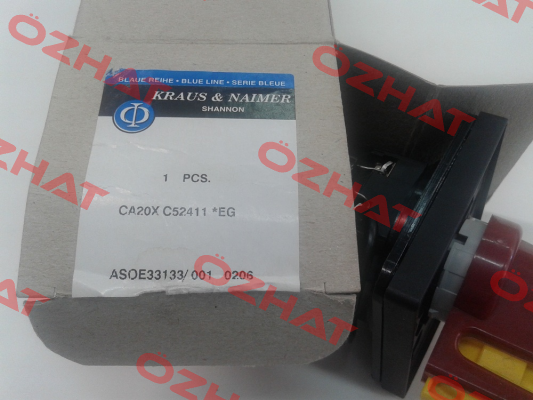 BLAUE REIHE • BLUE LINE • SERIE BLEUE
KRAUS & NAIMER
SHANNON
1 PCS.
CA20X C52411 *EG
ASOE33133/001 0206
ÖZHAT
ÖZHAT
ÖZHAT
ÖZHAT
ÖZHAT
ÖZHAT
ÖZHAT
ÖZHAT